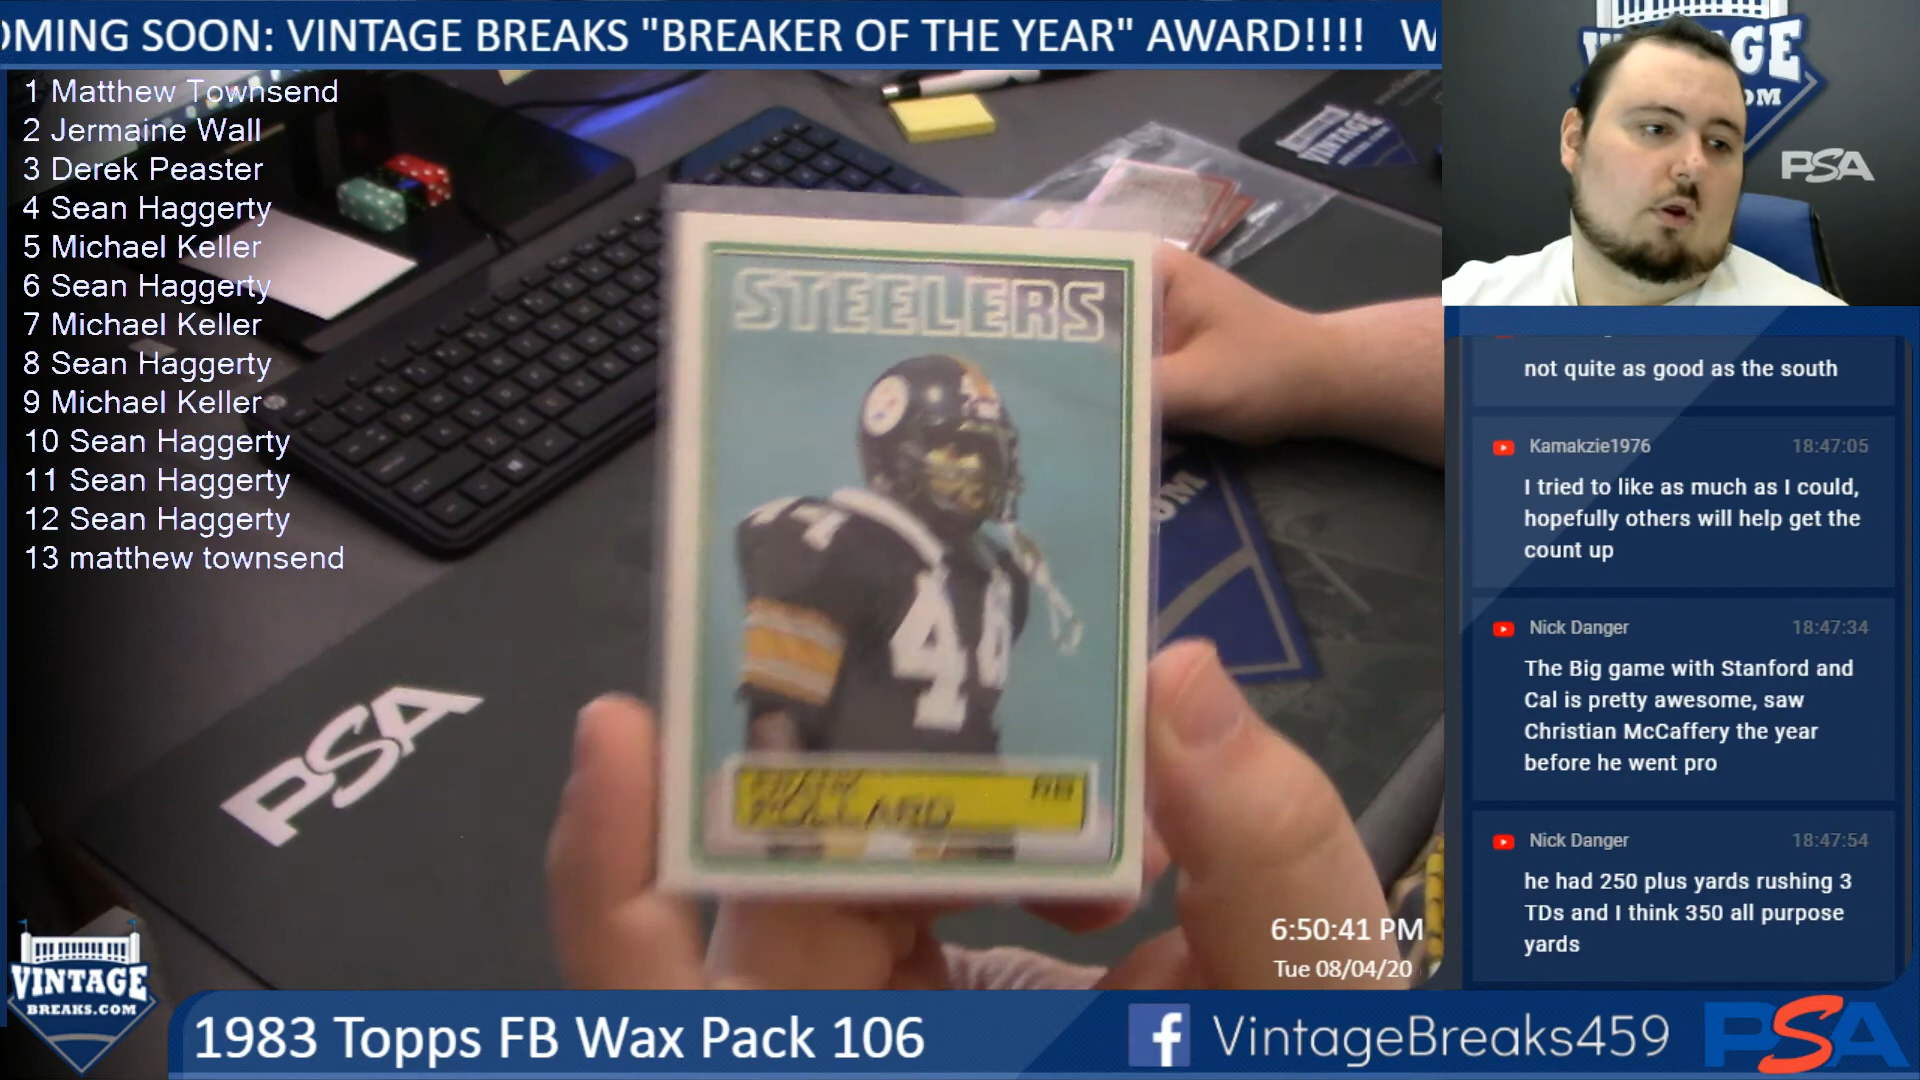 OMING SOON: VINTAGE BREAKS "BREAKER OF THE YEAR" AWARD!!!! W
1 Matthew Townsend
2 Jermaine Wall
3 Derek Peaster
4 Sean Haggerty
5 Michael Keller
6 Sean Haggerty
7 Michael Keller
8 Sean Haggerty
9 Michael Keller
10 Sean Haggerty
11 Sean Haggerty
12 Sean Haggerty
13 matthew townsend
VINTAGE
STEELERS
44
44
FRANK
POLLARD
RB
PSA
PSA
not quite as good as the south
Kamakzie1976 18:47:05
I tried to like as much as I could,
hopefully others will help get the
count up
Nick Danger 18:47:34
The Big game with Stanford and
Cal is pretty awesome, saw
Christian McCaffery the year
before he went pro
Nick Danger 18:47:54
he had 250 plus yards rushing 3
TDs and I think 350 all purpose
yards
6:50:41 PM
Tue 08/04/20
VINTAGE
BREAKS.COM
1983 Topps FB Wax Pack 106
f VintageBreaks459
PSA